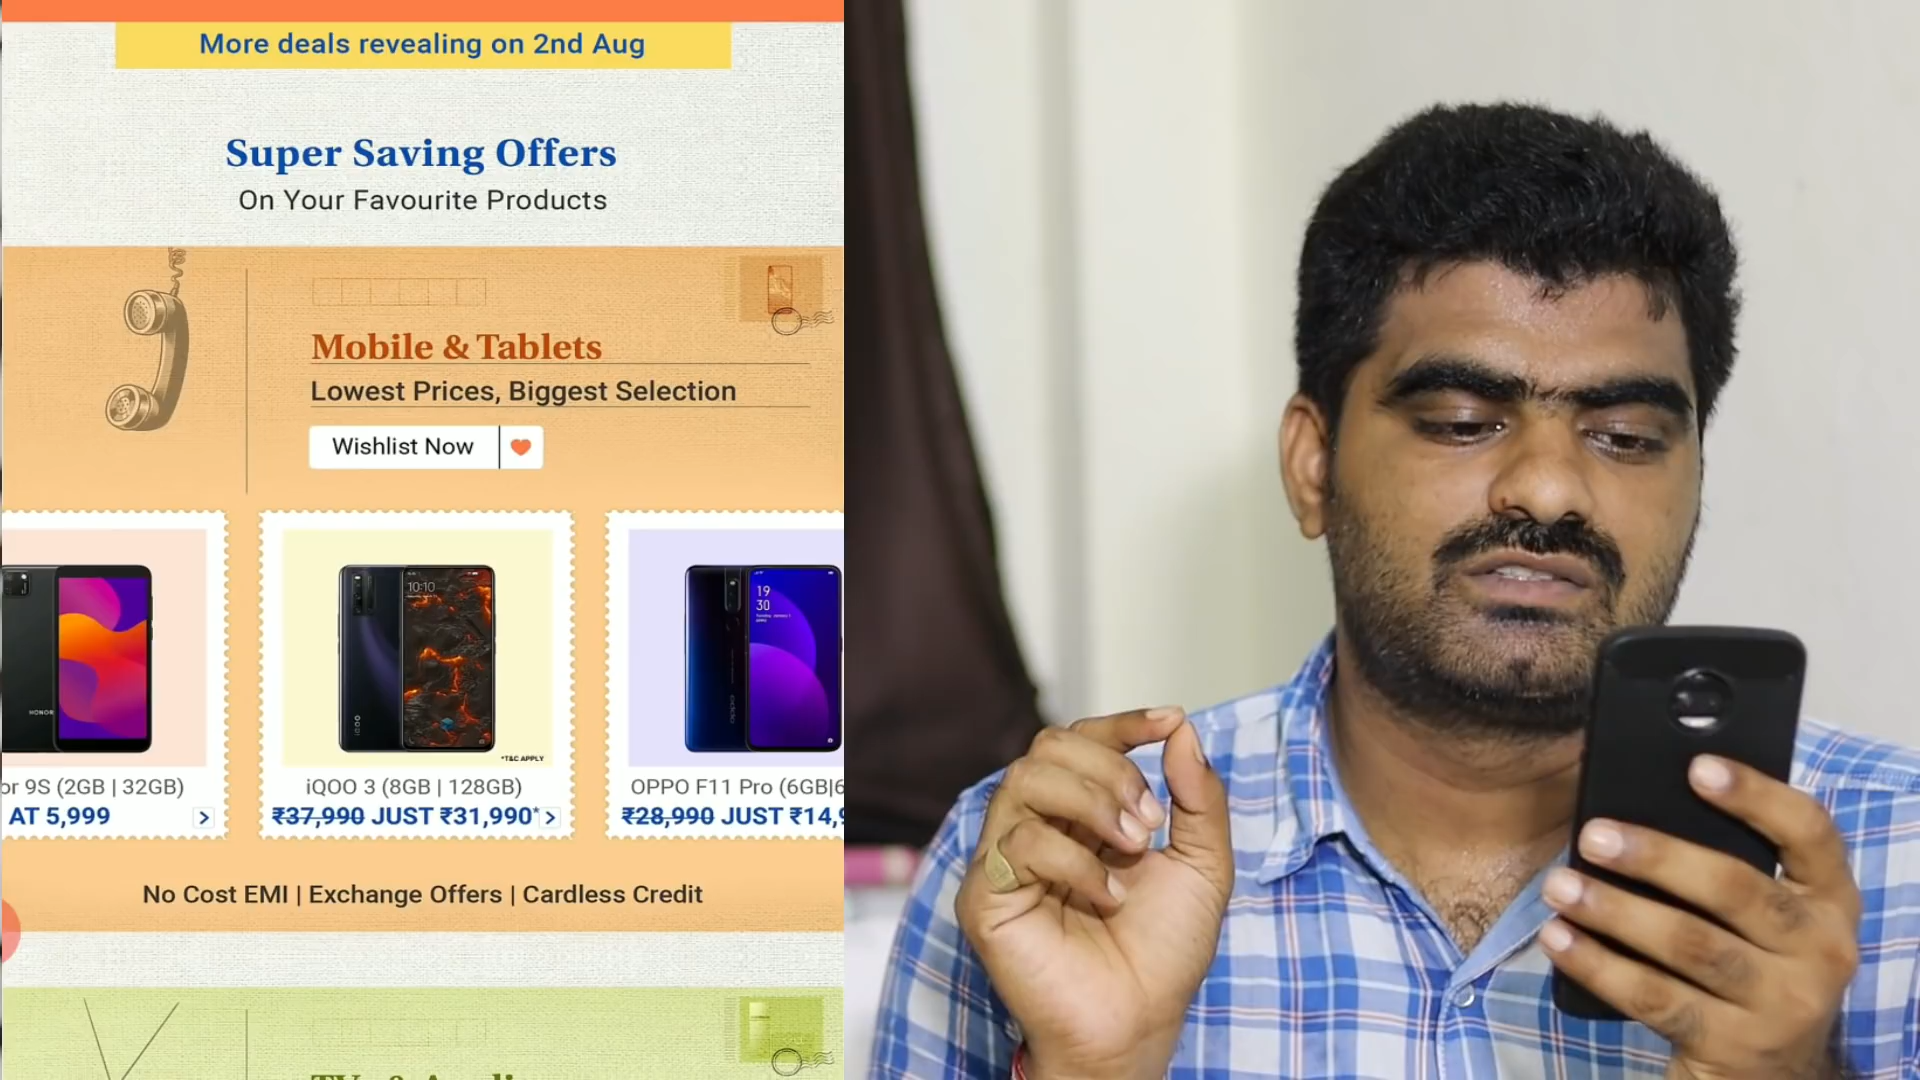 More deals revealing on 2nd Aug
Super Saving Offers
On Your Favourite Products
Mobile & Tablets
Lowest Prices, Biggest Selection
Wishlist Now
HONOR
10:10
iQOO
*T&C APPLY
oppo
19
30
or 9S (2GB | 32GB)
AT 5,999
iQOO 3 (8GB | 128GB)
₹37,990 JUST ₹31,990*
OPPO F11 Pro (6GB|6
₹28,990 JUST ₹14,9
No Cost EMI | Exchange Offers | Cardless Credit